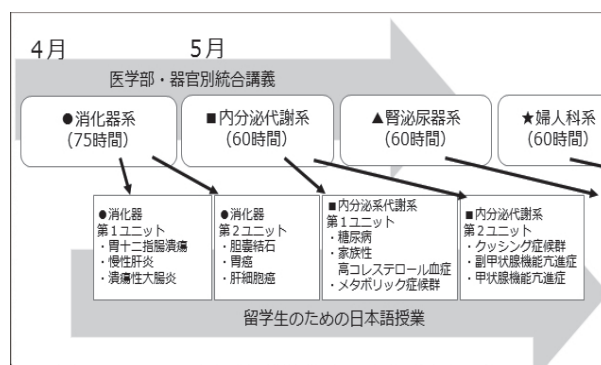 4月
5月
医学部・器官別統合講義
●消化器系
(75時間)
■内分泌代謝系
(60時間)
▲腎泌尿器系
(60時間)
★婦人科系
(60時間)
●消化器
第1ユニット
・胃十二指腸潰瘍
・慢性肝炎
・潰瘍性大腸炎
●消化器
第2ユニット
・胆嚢結石
・胃癌
・肝細胞癌
■内分泌系代謝系
第1ユニット
・糖尿病
・家族性
高コレステロール血症
・メタボリック症候群
■内分泌代謝系
第2ユニット
・クッシング症候群
・副甲状腺機能亢進症
・甲状腺機能亢進症
留学生のための日本語授業